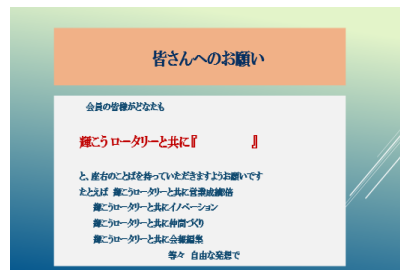 皆さんへのお願い
会員の皆様がどなたも
輝こう ロータリーと共に『　　　　』
と、座右のことばを持っていただきますようお願いです
たとえば 輝こうロータリーと共に営業成績倍
輝こうロータリーと共にイノベーション
輝こうロータリーと共に仲間づくり
輝こうロータリーと共に会報編集
等々 自由な発想で